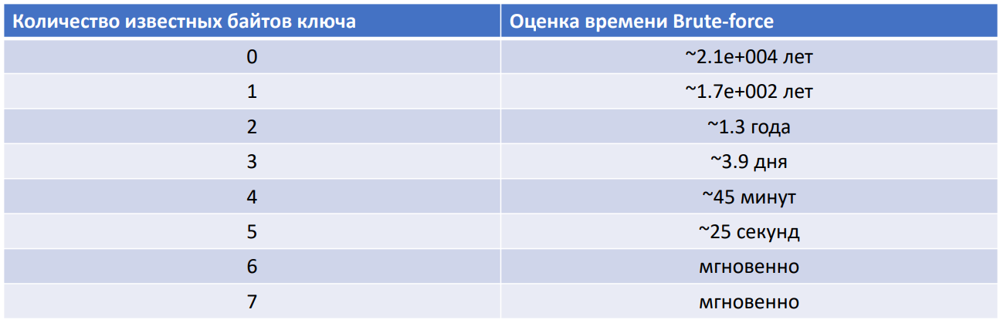 Количество известных байтов ключа Оценка времени Brute-force
0 ~2.1e+004 лет
1 ~1.7e+002 лет
2 ~1.3 года
3 ~3.9 дня
4 ~45 минут
5 ~25 секунд
6 мгновенно
7 мгновенно